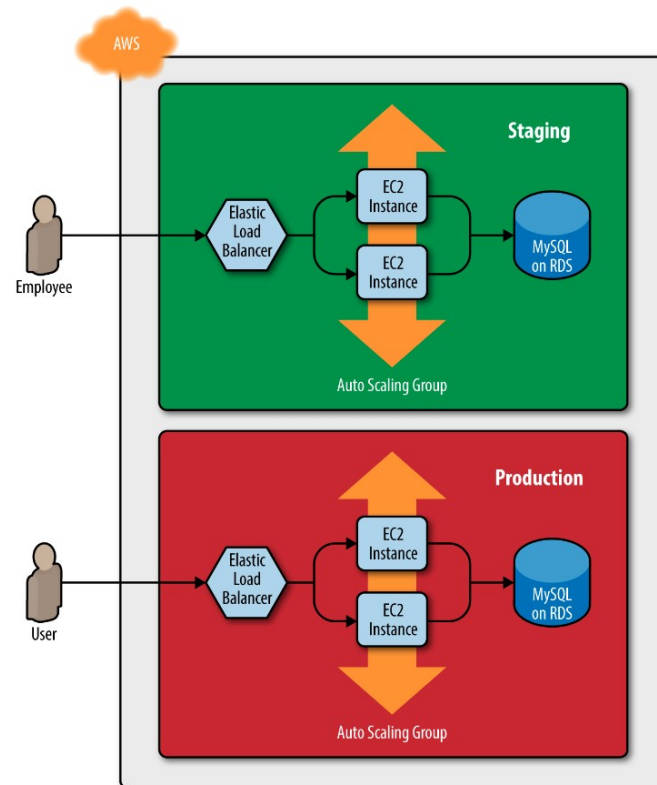 AWS
Staging
Employee
Elastic
Load
Balancer
EC2
Instance
EC2
Instance
MySQL
on RDS
Auto Scaling Group
Production
User
Elastic
Load
Balancer
EC2
Instance
EC2
Instance
MySQL
on RDS
Auto Scaling Group